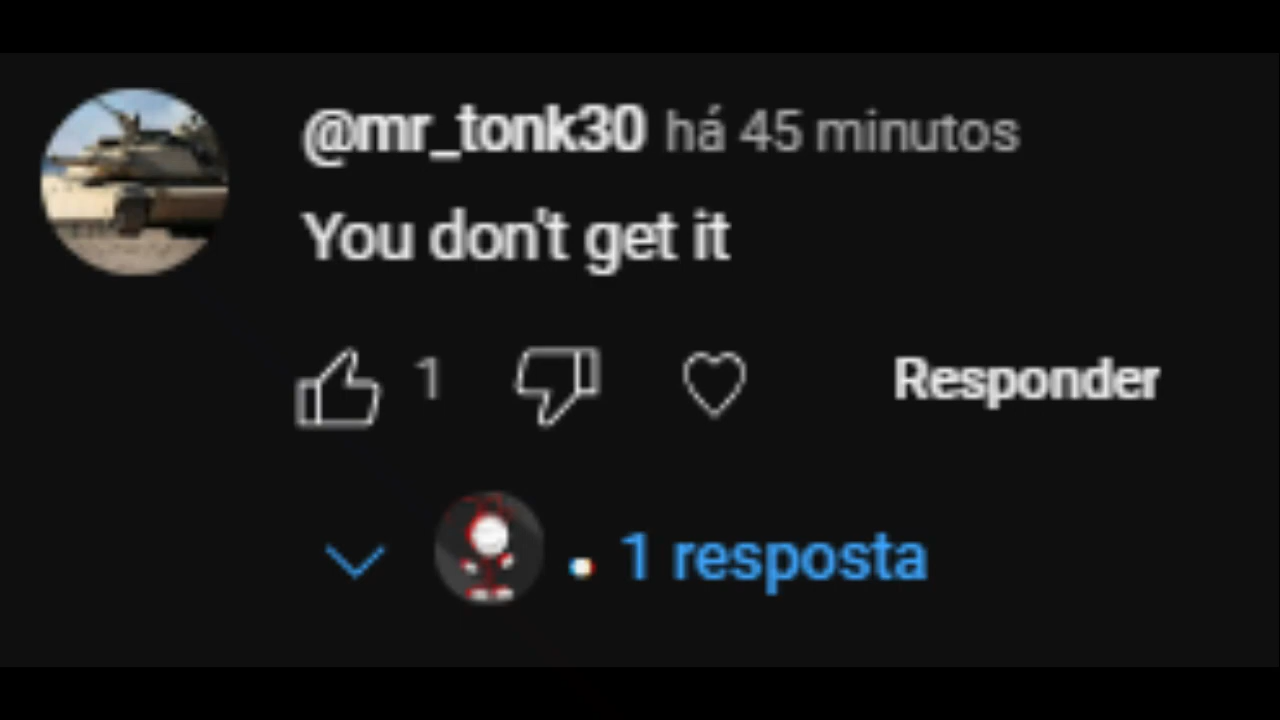 @mr_tonk30 há 45 minutos
You don't get it
1 Responder
1 resposta